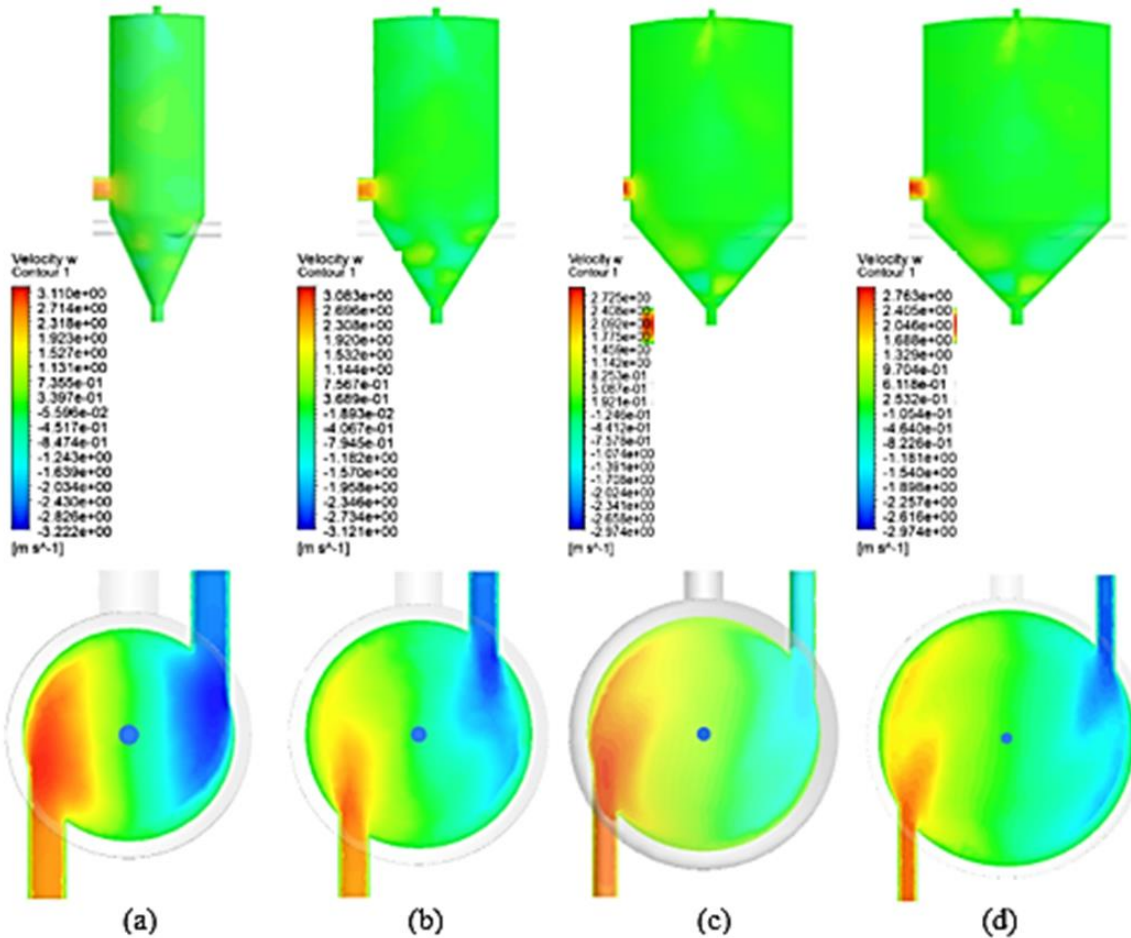 Velocity w
Contour 1
3.110e+00
2.714e+00
2.318e+00
1.923e+00
1.527e+00
1.131e+00
7.355e-01
3.397e-01
-5.596e-02
-4.517e-01
-8.474e-01
-1.243e+00
-1.639e+00
-2.034e+00
-2.430e+00
-2.826e+00
-3.222e+00
[m s^-1]
Velocity w
Contour 1
3.083e+00
2.696e+00
2.308e+00
1.920e+00
1.532e+00
1.144e+00
7.567e-01
3.689e-01
-1.893e-02
-4.067e-01
-7.945e-01
-1.182e+00
-1.570e+00
-1.958e+00
-2.346e+00
-2.734e+00
-3.121e+00
[m s^-1]
Velocity w
Contour 1
2.725e+00
2.408e+00
2.092e+00
1.775e+00
1.459e+00
1.142e+00
8.253e-01
5.087e-01
1.921e-01
-1.246e-01
-4.412e-01
-7.578e-01
-1.074e+00
-1.391e+00
-1.708e+00
-2.024e+00
-2.341e+00
-2.658e+00
-2.974e+00
[m s^-1]
Velocity w
Contour 1
2.763e+00
2.405e+00
2.046e+00
1.688e+00
1.329e+00
9.704e-01
6.118e-01
2.532e-01
-1.054e-01
-4.640e-01
-8.226e-01
-1.181e+00
-1.540e+00
-1.898e+00
-2.257e+00
-2.616e+00
-2.974e+00
[m s^-1]
(a)
(b)
(c)
(d)